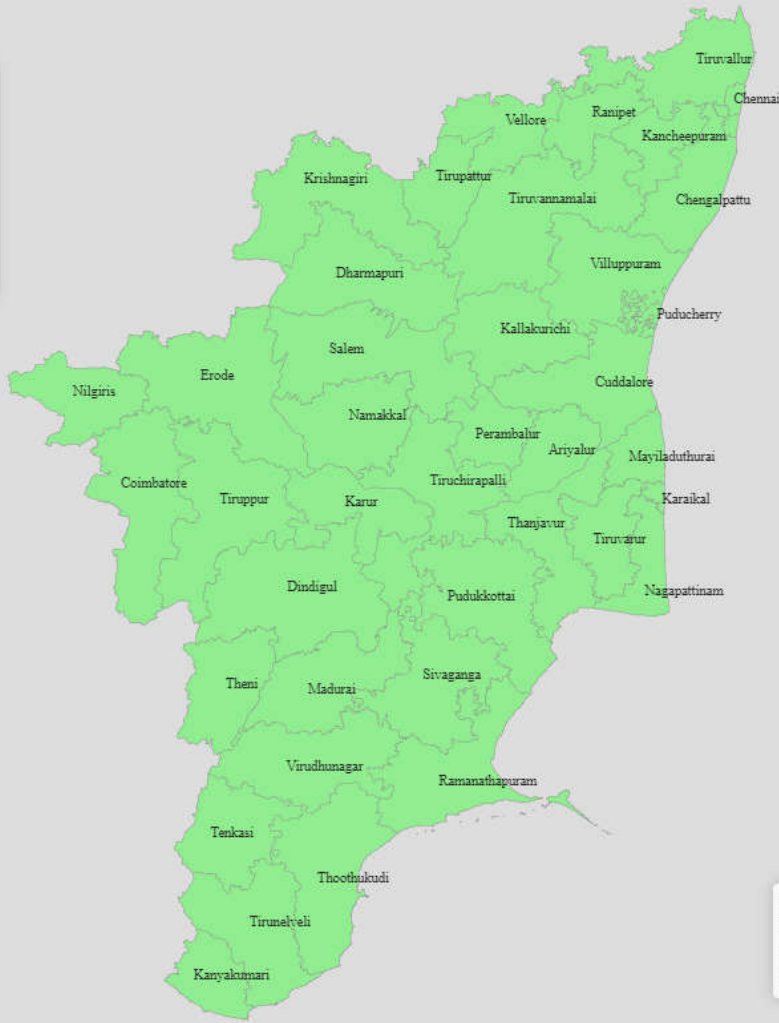 Tiruvallur
Chennai
Ranipet
Vellore
Kancheepuram
Tirupattur
Krishnagiri
Tiruvannamalai
Chengalpattu
Villuppuram
Dharmapuri
Puducherry
Kallakurichi
Salem
Erode
Cuddalore
Nilgiris
Namakkal
Perambalur
Ariyalur
Mayiladuthurai
Coimbatore
Tiruchirapalli
Tiruppur
Karur
Karaikal
Thanjavur
Tiruvarur
Dindigul
Nagapattinam
Pudukkottai
Sivaganga
Theni
Madurai
Virudhunagar
Ramanathapuram
Tenkasi
Thoothukudi
Tirunelveli
Kanyakumari